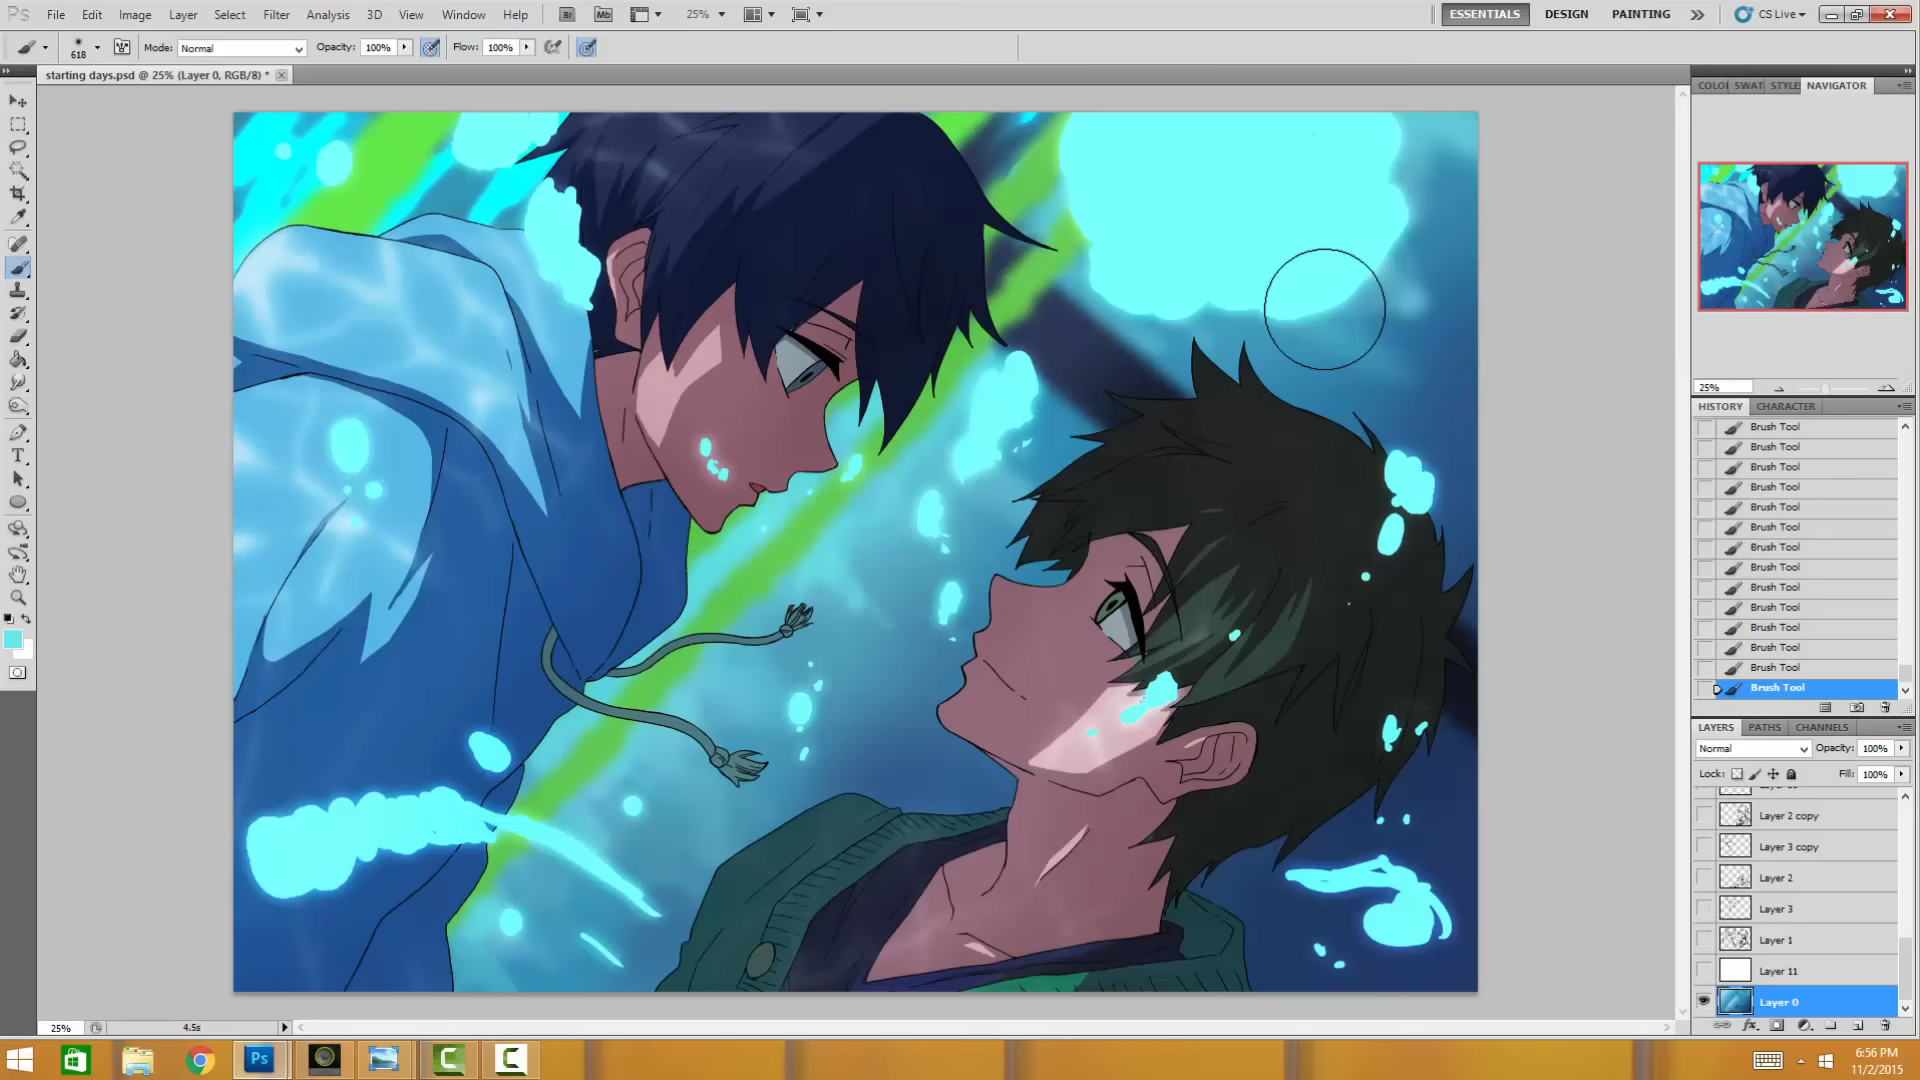 Ps File Edit Image Layer Select Filter Analysis 3D View Window Help Br Mb 25% ESSENTIALS DESIGN PAINTING CS Live
618 Mode: Normal Opacity: 100% Flow: 100%
starting days.psd @ 25% (Layer 0, RGB/8) *
NAVIGATOR
25%
HISTORY CHARACTER
Brush Tool
Brush Tool
Brush Tool
Brush Tool
Brush Tool
Brush Tool
Brush Tool
Brush Tool
Brush Tool
Brush Tool
Brush Tool
Brush Tool
Brush Tool
Brush Tool
LAYERS PATHS CHANNELS
Normal Opacity: 100%
Lock: Fill: 100%
Layer 2 copy
Layer 3 copy
Layer 2
Layer 3
Layer 1
Layer 11
Layer 0
25% 4.5s
Ps
6:56 PM
11/2/2015